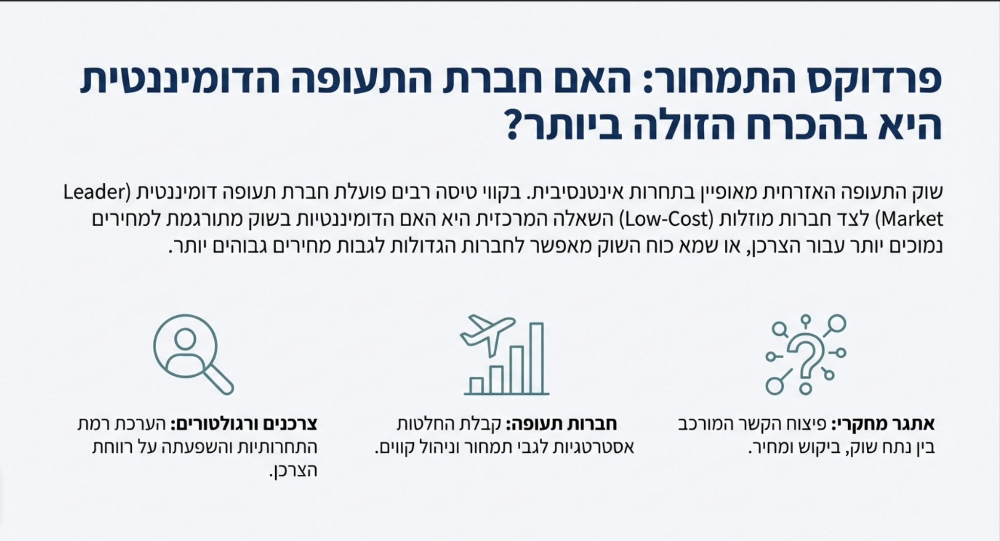 פרדוקס התמחור: האם חברת התעופה הדומיננטית
היא בהכרח הזולה ביותר?
שוק התעופה האזרחית מאופיין בתחרות אינטנסיבית. בקווי טיסה רבים פועלת חברת תעופה דומיננטית (Leader
Market) לצד חברות מוזלות (Low-Cost) השאלה המרכזית היא האם הדומיננטיות בשוק מתורגמת למחירים
נמוכים יותר עבור הצרכן, או שמא כוח השוק מאפשר לחברות הגדולות לגבות מחירים גבוהים יותר.
אתגר מחקרי: פיצוח הקשר המורכב
בין נתח שוק, ביקוש ומחיר.
חברות תעופה: קבלת החלטות
אסטרטגיות לגבי תמחור וניהול קווים.
צרכנים ורגולטורים: הערכת רמת
התחרותיות והשפעתה על רווחת
הצרכן.